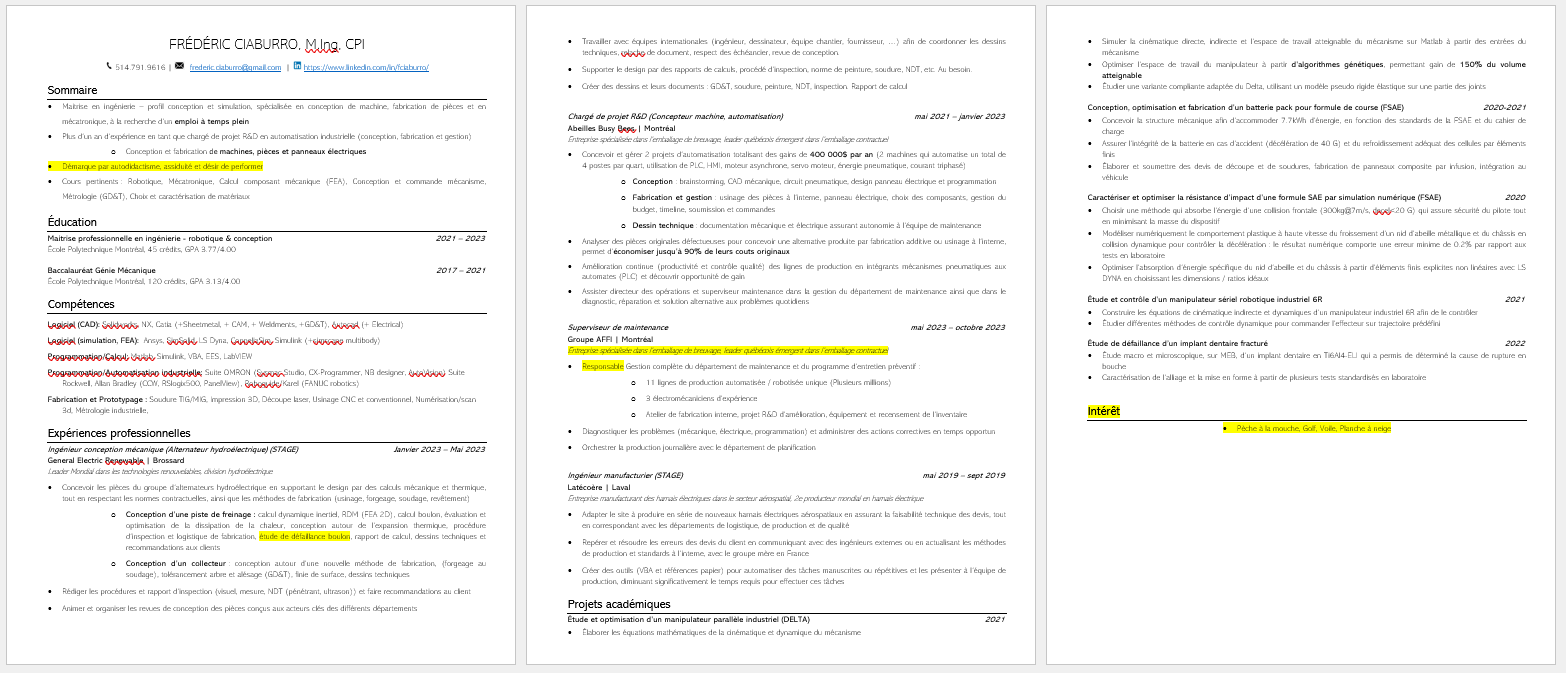 FRÉDÉRIC CIABURRO, M.Ing, CPI
514.791.9616 | frederic.ciaburro@gmail.com | https://www.linkedin.com/in/fciaburro/
Sommaire
• Maitrise en ingénierie – profil conception et simulation, spécialisée en conception de machine, fabrication de pièces et en
mécatronique, à la recherche d'un emploi à temps plein
• Plus d'un an d'expérience en tant que chargé de projet R&D en automatisation industrielle (conception, fabrication et gestion)
o Conception et fabrication de machines, pièces et panneaux électriques
• Démarque par autodidactisme, assiduité et désir de performer
• Cours pertinents : Robotique, Mécatronique, Calcul composant mécanique (FEA), Conception et commande mécanisme,
Métrologie (GD&T), Choix et caractérisation de matériaux
Éducation
Maitrise professionnelle en ingénierie - robotique & conception 2021 – 2023
École Polytechnique Montréal, 45 crédits, GPA 3.77/4.00
Baccalauréat Génie Mécanique 2017 – 2021
École Polytechnique Montréal, 120 crédits, GPA 3.13/4.00
Compétences
Logiciel (CAD): Solidworks, NX, Catia (+Sheetmetal, + CAM, + Weldments, +GD&T), Autocad (+ Electrical)
Logiciel (simulation, FEA): Ansys, SimSolid, LS Dyna, CoppeliaSim, Simulink (+simscape multibody)
Programmation/Calcul: Matlab, Simulink, VBA, EES, LabVIEW
Programmation/Automatisation industrielle: Suite OMRON (Sysmac Studio, CX-Programmer, NB designer, AutoVision) Suite
Rockwell, Allan Bradley (CCW, RSlogix500, PanelView), Roboguide/Karel (FANUC robotics)
Fabrication et Prototypage : Soudure TIG/MIG, Impression 3D, Découpe laser, Usinage CNC et conventionnel, Numérisation/scan
3d, Métrologie industrielle,
Expériences professionnelles
Ingénieur conception mécanique (Alternateur hydroélectrique) (STAGE) Janvier 2023 – Mai 2023
General Electric Renewable | Brossard
Leader Mondial dans les technologies renouvelables, division hydroélectrique
• Concevoir les pièces du groupe d'alternateurs hydroélectrique en supportant le design par des calculs mécanique et thermique,
tout en respectant les normes contractuelles, ainsi que les méthodes de fabrication (usinage, forgeage, soudage, revêtement)
o Conception d'une piste de freinage : calcul dynamique inertiel, RDM (FEA 2D), calcul boulon, évaluation et
optimisation de la dissipation de la chaleur, conception autour de l'expansion thermique, procédure
d'inspection et logistique de fabrication, étude de défaillance boulon, rapport de calcul, dessins techniques et
recommandations aux clients
o Conception d'un collecteur : conception autour d'une nouvelle méthode de fabrication, (forgeage au
soudage), tolérancement arbre et alésage (GD&T), finie de surface, dessins techniques
• Rédiger les procédures et rapport d'inspection (visuel, mesure, NDT (pénétrant, ultrason)) et faire recommandations au client
• Animer et organiser les revues de conception des pièces conçus aux acteurs clés des différents départements
• Travailler avec équipes internationales (ingénieur, dessinateur, équipe chantier, fournisseur, …) afin de coordonner les dessins
techniques, relache de document, respect des échéancier, revue de conception.
• Supporter le design par des rapports de calculs, procédé d'inspection, norme de peinture, soudure, NDT, etc. Au besoin.
• Créer des dessins et leurs documents : GD&T, soudure, peinture, NDT, inspection. Rapport de calcul
Chargé de projet R&D (Concepteur machine, automatisation) mai 2021 – janvier 2023
Abeilles Busy Bees | Montréal
Entreprise spécialisée dans l'emballage de breuvage, leader québécois émergent dans l'emballage contractuel
• Concevoir et gérer 2 projets d'automatisation totalisant des gains de 400 000$ par an (2 machines qui automatise un total de
4 postes par quart, utilisation de PLC, HMI, moteur asynchrone, servo moteur, énergie pneumatique, courant triphasé)
o Conception : brainstorming, CAD mécanique, circuit pneumatique, design panneau électrique et programmation
o Fabrication et gestion : usinage des pièces à l'interne, panneau électrique, choix des composants, gestion du
budget, timeline, soumission et commandes
o Dessin technique : documentation mécanique et électrique assurant autonomie à l'équipe de maintenance
• Analyser des pièces originales défectueuses pour concevoir une alternative produite par fabrication additive ou usinage à l'interne,
permet d'économiser jusqu'à 90% de leurs couts originaux
• Amélioration continue (productivité et contrôle qualité) des lignes de production en intégrants mécanismes pneumatiques aux
automates (PLC) et découvrir opportunité de gain
• Assister directeur des opérations et superviseur maintenance dans la gestion du département de maintenance ainsi que dans le
diagnostic, réparation et solution alternative aux problèmes quotidiens
Superviseur de maintenance mai 2023 – octobre 2023
Groupe AFFI | Montréal
Entreprise spécialisée dans l'emballage de breuvage, leader québécois émergent dans l'emballage contractuel
• Responsable Gestion complète du département de maintenance et du programme d'entretien préventif :
o 11 lignes de production automatisée / robotisée unique (Plusieurs millions)
o 3 électromécaniciens d'expérience
o Atelier de fabrication interne, projet R&D d'amélioration, équipement et recensement de l'inventaire
• Diagnostiquer les problèmes (mécanique, électrique, programmation) et administrer des actions correctives en temps opportun
• Orchestrer la production journalière avec le département de planification
Ingénieur manufacturier (STAGE) mai 2019 – sept 2019
Latécoère | Laval
Entreprise manufacturant des harnais électriques dans le secteur aérospatial, 2e producteur mondial en harnais électrique
• Adapter le site à produire en série de nouveaux harnais électriques aérospatiaux en assurant la faisabilité technique des devis, tout
en correspondant avec les départements de logistique, de production et de qualité
• Repérer et résoudre les erreurs des devis du client en communiquant avec des ingénieurs externes ou en actualisant les méthodes
de production et standards à l'interne, avec le groupe mère en France
• Créer des outils (VBA et références papier) pour automatiser des tâches manuscrites ou répétitives et les présenter à l'équipe de
production, diminuant significativement le temps requis pour effectuer ces tâches
Projets académiques
Étude et optimisation d'un manipulateur parallèle industriel (DELTA) 2021
• Élaborer les équations mathématiques de la cinématique et dynamique du mécanisme
• Simuler la cinématique directe, indirecte et l'espace de travail atteignable du mécanisme sur Matlab à partir des entrées du
mécanisme
• Optimiser l'espace de travail du manipulateur à partir d'algorithmes génétiques, permettant gain de 150% du volume
atteignable
• Étudier une variante compliante adaptée du Delta, utilisant un modèle pseudo rigide élastique sur une partie des joints
Conception, optimisation et fabrication d'un batterie pack pour formule de course (FSAE) 2020-2021
• Concevoir la structure mécanique afin d'accommoder 7.7kWh d'énergie, en fonction des standards de la FSAE et du cahier de
charge
• Assurer l'intégrité de la batterie en cas d'accident (décélération de 40 G) et du refroidissement adéquat des cellules par éléments
finis
• Élaborer et soumettre des devis de découpe et de soudures, fabrication de panneaux composite par infusion, intégration au
véhicule
Caractériser et optimiser la résistance d'impact d'une formule SAE par simulation numérique (FSAE) 2020
• Choisir une méthode qui absorbe l'énergie d'un collision frontale (300kg@7m/s, decel<20 G) qui assure sécurité du pilote tout
en minimisant la masse du dispositif
• Modéliser numériquement le comportement plastique à haute vitesse du froissement d'un nid d'abeille métallique et du châssis en
collision dynamique pour contrôler la décélération : le résultat numérique comporte une erreur minime de 0.2% par rapport aux
tests en laboratoire
• Optimiser l'absorption d'énergie spécifique du nid d'abeille et du châssis à partir d'éléments finis explicites non linéaires avec LS
DYNA en choisissant les dimensions / ratios idéaux
Étude et contrôle d'un manipulateur sériel robotique industriel 6R 2021
• Construire les équations de cinématique indirecte et dynamiques d'un manipulateur industriel 6R afin de le contrôler
• Étudier différentes méthodes de contrôle dynamique pour commander l'effecteur sur trajectoire prédéfini
Étude de défaillance d'un implant dentaire fracturé 2022
• Étude macro et microscopique, sur MEB, d'un implant dentaire en Ti6Al4-ELI qui a permis de déterminé la cause de rupture en
bouche
• Caractérisation de l'alliage et la mise en forme à partir de plusieurs tests standardisés en laboratoire
Intérêt
• Pêche à la mouche, Golf, Voile, Planche à neige